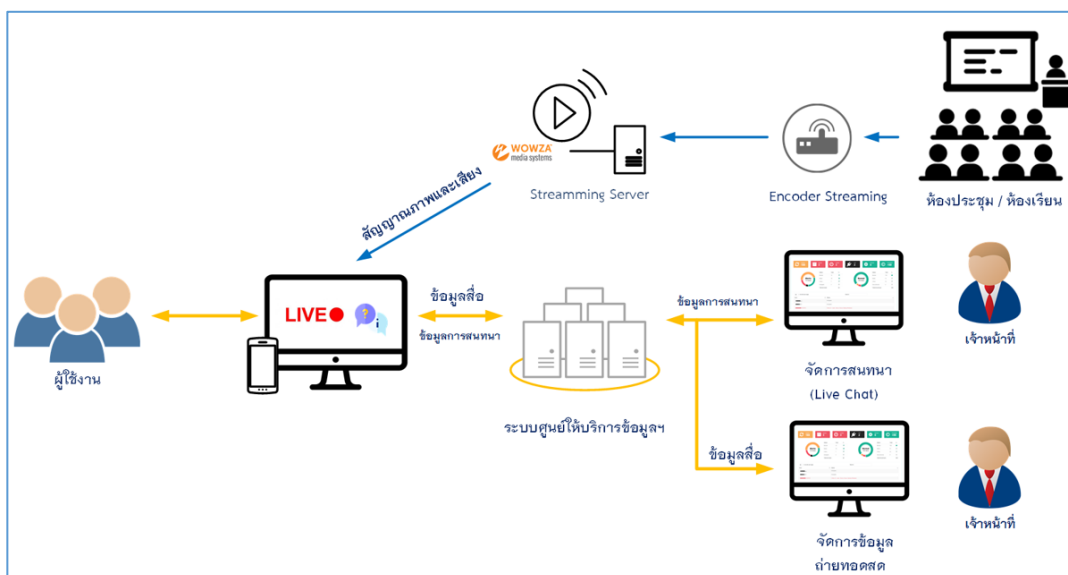 WOWZA
media systems
Streamming Server
Encoder Streaming
ห้องประชุม / ห้องเรียน
สัญญาณภาพและเสียง
LIVE
?
i
ข้อมูลสื่อ
ข้อมูลการสนทนา
ข้อมูลการสนทนา
ผู้ใช้งาน
ระบบศูนย์ให้บริการข้อมูลฯ
จัดการสนทนา
(Live Chat)
เจ้าหน้าที่
ข้อมูลสื่อ
จัดการข้อมูล
ถ่ายทอดสด
เจ้าหน้าที่